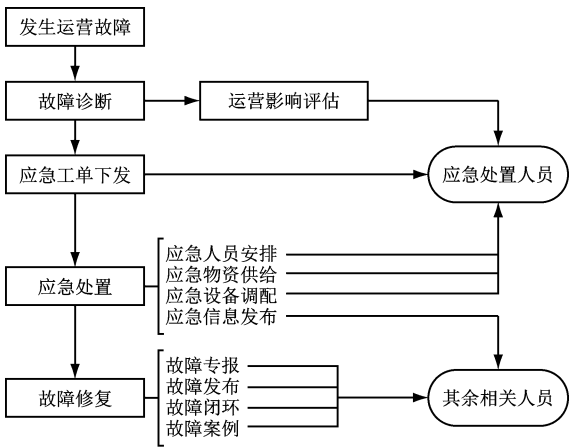 发生运营故障
故障诊断
运营影响评估
应急工单下发
应急处置人员
应急处置
应急人员安排
应急物资供给
应急设备调配
应急信息发布
故障修复
故障专报
故障发布
故障闭环
故障案例
其余相关人员